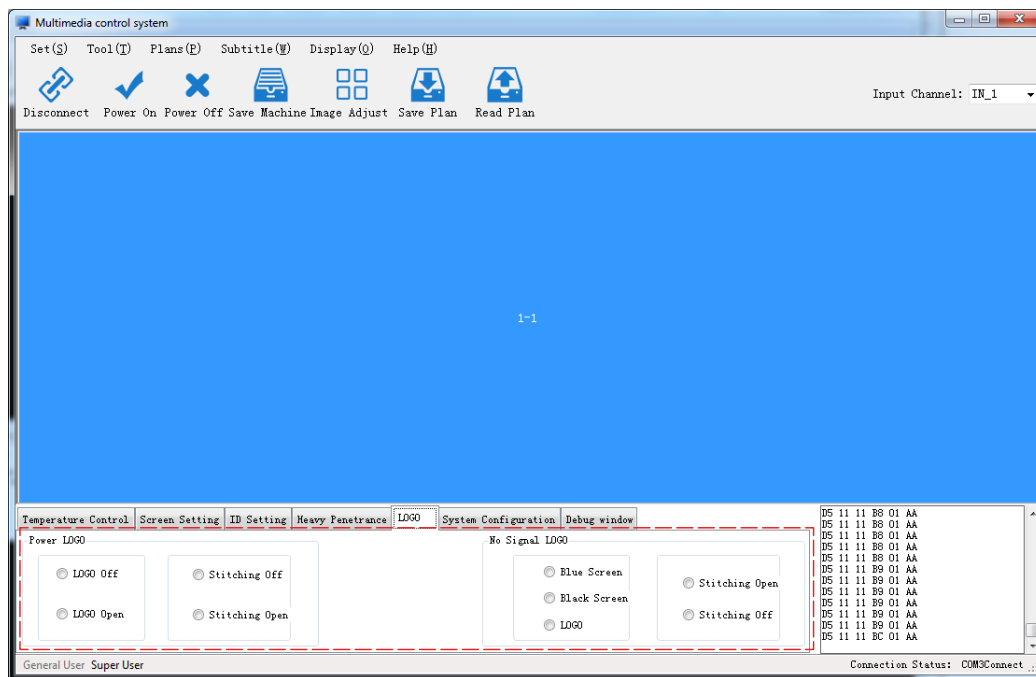 Multimedia control system
Set(S) Tool(T) Plans(P) Subtitle(W) Display(O) Help(H)
Disconnect Power On Power Off Save Machine Image Adjust Save Plan Read Plan
Input Channel: IN_1
1-1
Temperature Control Screen Setting ID Setting Heavy Penetrance LOGO System Configuration Debug window
Power LOGO
LOGO Off Stitching Off
LOGO Open Stitching Open
No Signal LOGO
Blue Screen
Black Screen
LOGO
Stitching Open
Stitching Off
D5 11 11 B8 01 AA
D5 11 11 B8 01 AA
D5 11 11 B8 01 AA
D5 11 11 B8 01 AA
D5 11 11 B8 01 AA
D5 11 11 B9 01 AA
D5 11 11 B9 01 AA
D5 11 11 B9 01 AA
D5 11 11 B9 01 AA
D5 11 11 B9 01 AA
D5 11 11 B9 01 AA
D5 11 11 BC 01 AA
General User Super User
Connection Status: COM3Connect